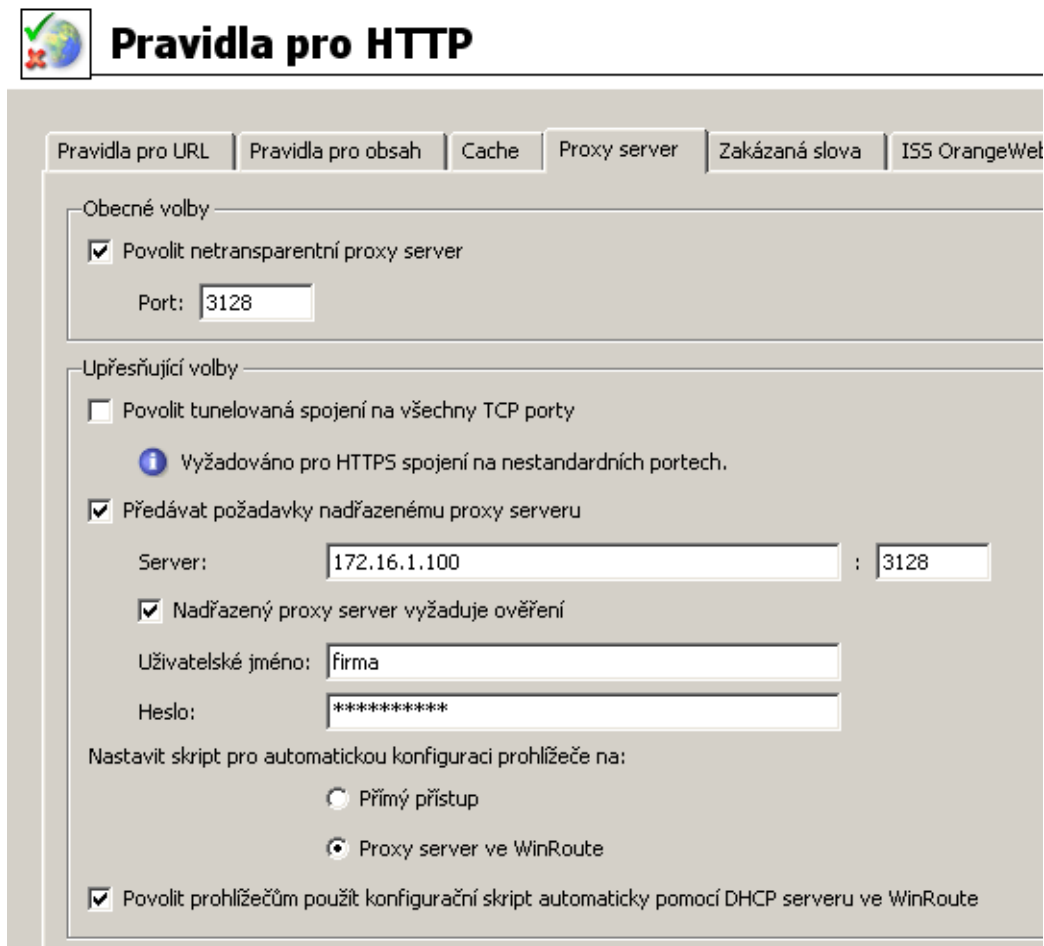 Pravidla pro HTTP
Pravidla pro URL Pravidla pro obsah Cache Proxy server Zakázaná slova ISS OrangeWeb
Obecné volby
Povolit netransparentní proxy server
Port: 3128
Upřesňující volby
Povolit tunelovaná spojení na všechny TCP porty
Vyžadováno pro HTTPS spojení na nestandardních portech.
Předávat požadavky nadřazenému proxy serveru
Server: 172.16.1.100 : 3128
Nadřazený proxy server vyžaduje ověření
Uživatelské jméno: firma
Heslo: **********
Nastavit skript pro automatickou konfiguraci prohlížeče na:
Přímý přístup
Proxy server ve WinRoute
Povolit prohlížečům použít konfigurační skript automaticky pomocí DHCP serveru ve WinRoute